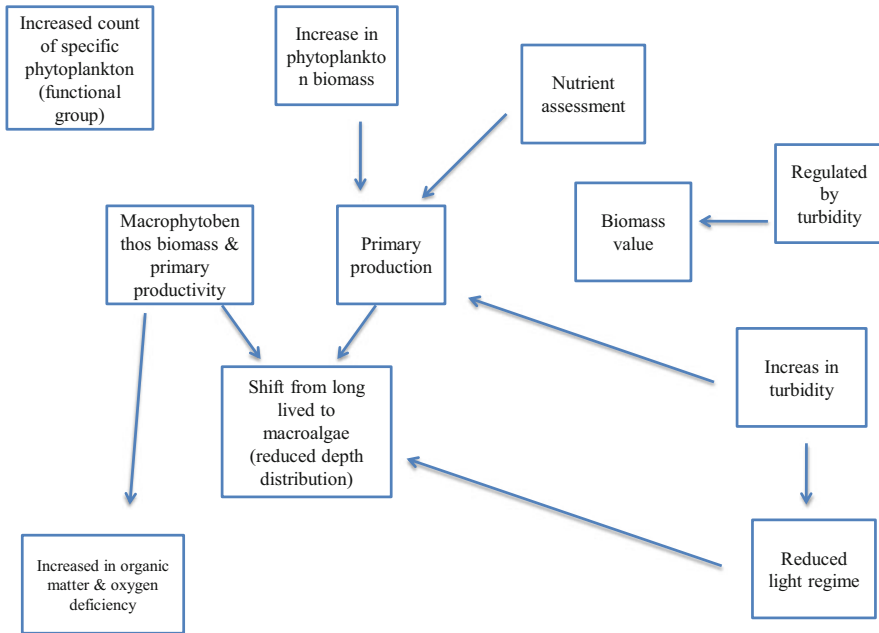 Increased count
of specific
phytoplankton
(functional
group)
Increase in
phytoplankto
n biomass
Nutrient
assessment
Regulated
by
turbidity
Macrophytoben
thos biomass &
primary
productivity
Primary
production
Biomass
value
Shift from long
lived to
macroalgae
(reduced depth
distribution)
Increas in
turbidity
Increased in organic
matter & oxygen
deficiency
Reduced
light regime